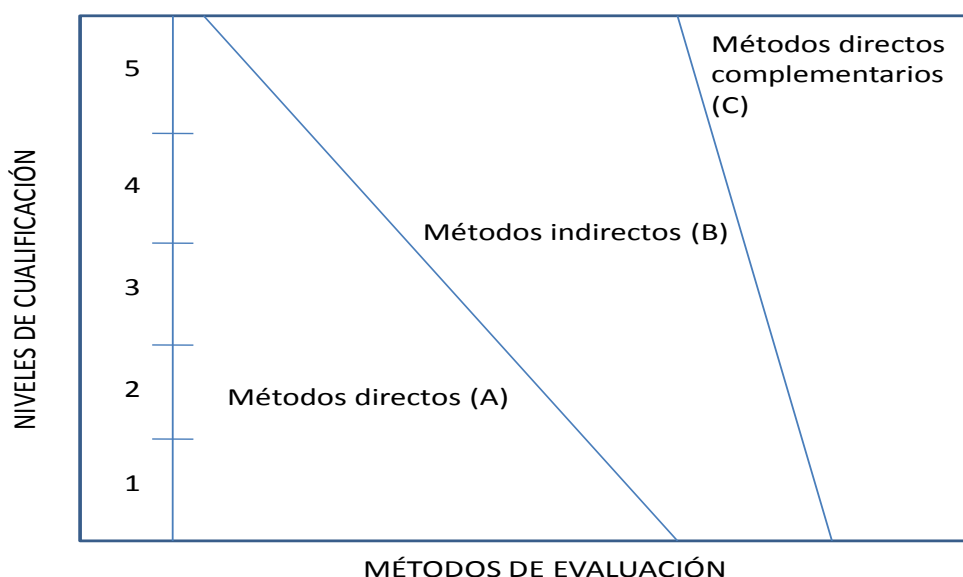 NIVELES DE CUALIFICACIÓN
5
4
3
2
1
Métodos directos
complementarios
(C)
Métodos indirectos (B)
Métodos directos (A)
MÉTODOS DE EVALUACIÓN